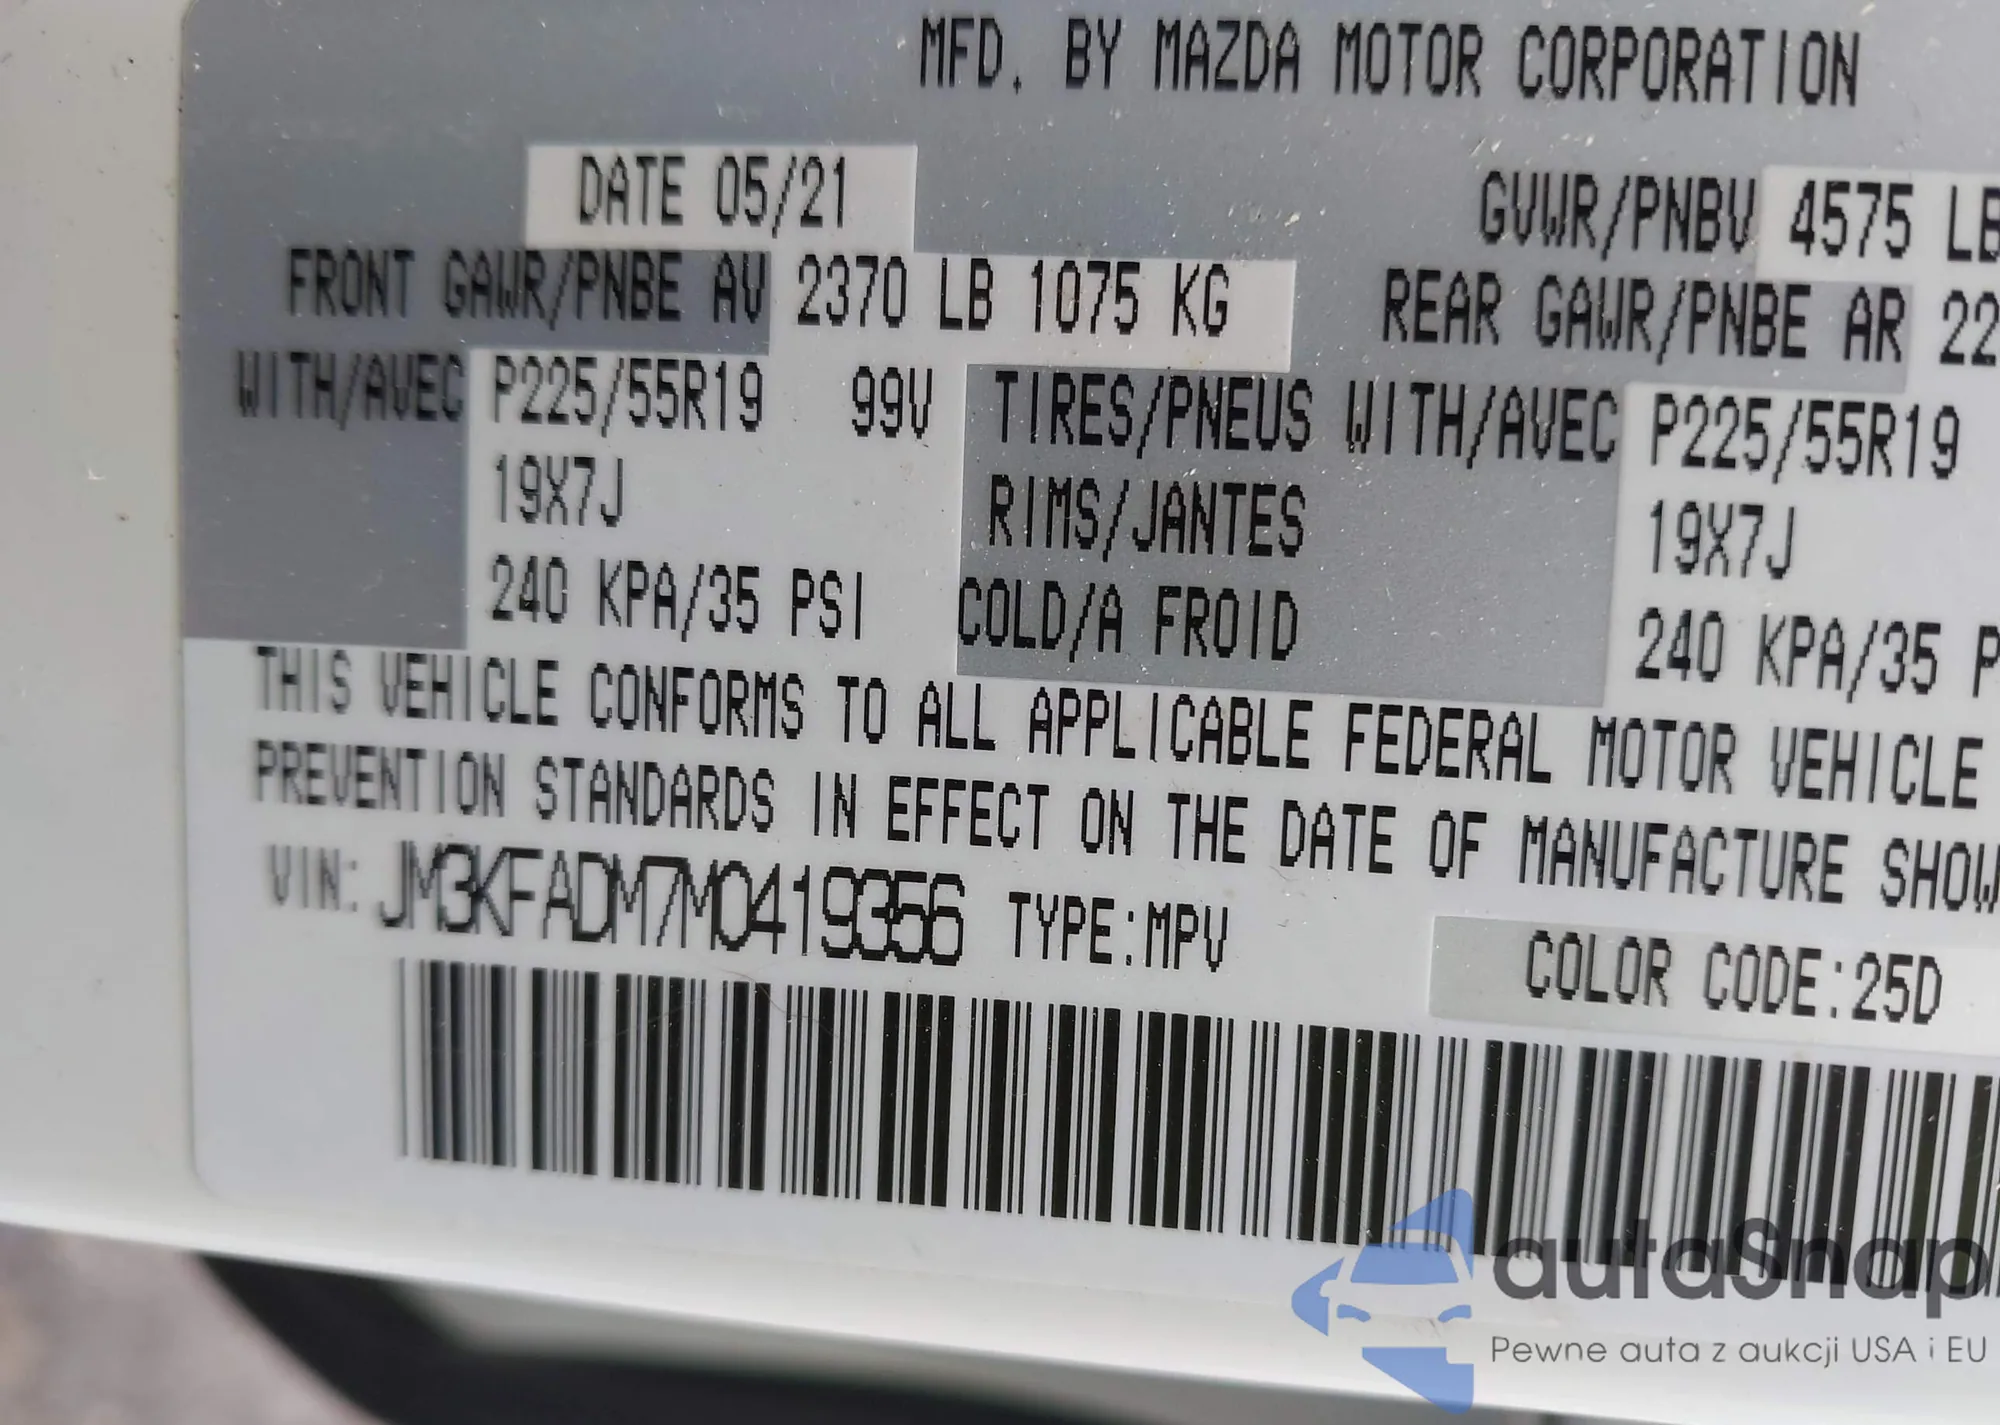 MFD. BY MAZDA MOTOR CORPORATION
DATE 05/21 GVWR/PNBV 4575 LB
FRONT GAWR/PNBE AV 2370 LB 1075 KG REAR GAWR/PNBE AR 22
WITH/AVEC P225/55R19 99V TIRES/PNEUS WITH/AVEC P225/55R19
19X7J RIMS/JANTES 19X7J
240 KPA/35 PSI COLD/A FROID 240 KPA/35 P
THIS VEHICLE CONFORMS TO ALL APPLICABLE FEDERAL MOTOR VEHICLE
PREVENTION STANDARDS IN EFFECT ON THE DATE OF MANUFACTURE SHOW
VIN: JM3KFADM7M0419356 TYPE:MPV
COLOR CODE:25D
autaSnap
Pewne auta z aukcji USA i EU